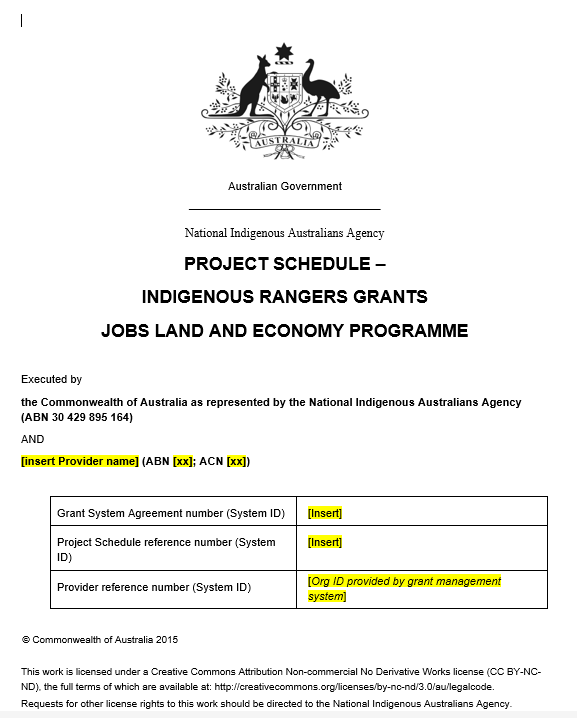 AUSTRALIA
Australian Government
National Indigenous Australians Agency
PROJECT SCHEDULE –
INDIGENOUS RANGERS GRANTS
JOBS LAND AND ECONOMY PROGRAMME
Executed by
the Commonwealth of Australia as represented by the National Indigenous Australians Agency
(ABN 30 429 895 164)
AND
[insert Provider name] (ABN [xx]; ACN [xx])
Grant System Agreement number (System ID)
[Insert]
Project Schedule reference number (System
ID)
[Insert]
Provider reference number (System ID)
[Org ID provided by grant management
system]
© Commonwealth of Australia 2015
This work is licensed under a Creative Commons Attribution Non-commercial No Derivative Works license (CC BY-NC-
ND), the full terms of which are available at: http://creativecommons.org/licenses/by-nc-nd/3.0/au/legalcode.
Requests for other license rights to this work should be directed to the National Indigenous Australians Agency.